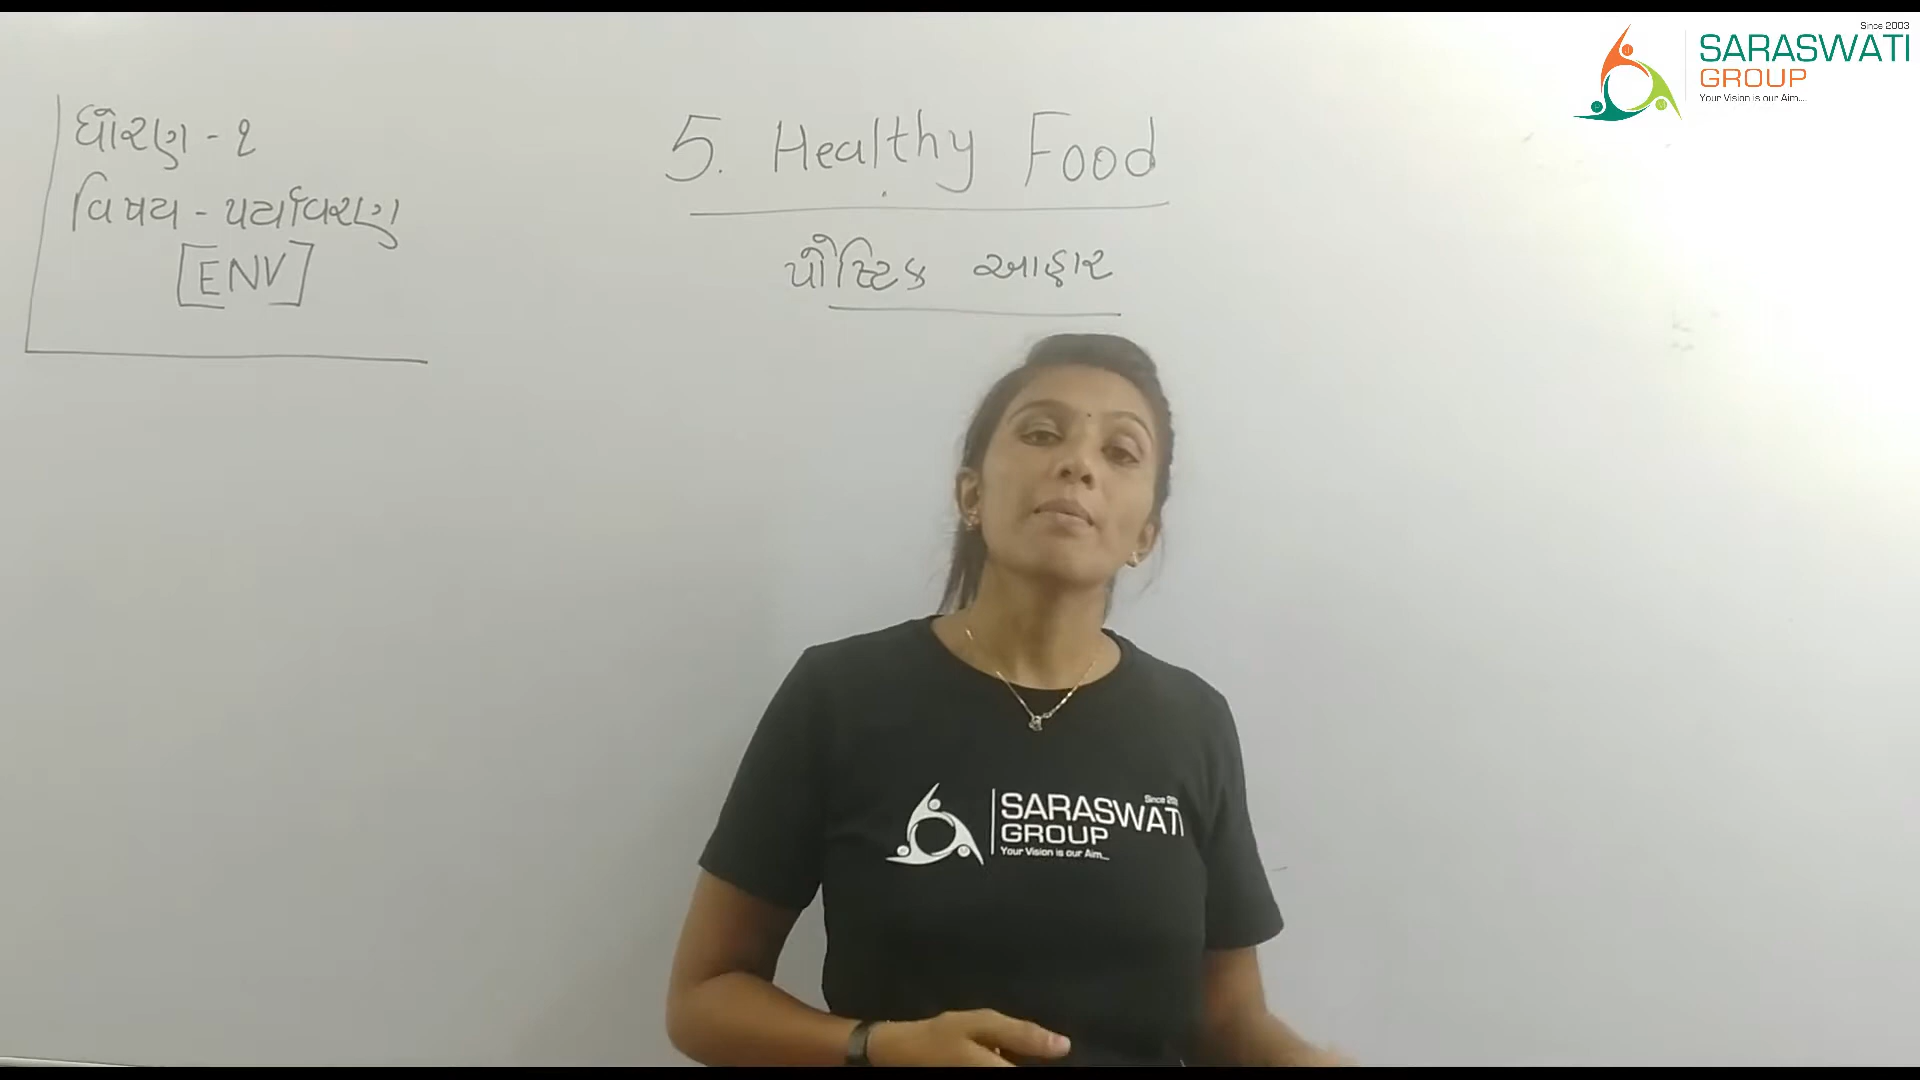 Since 2003
SARASWATI
GROUP
Your Vision is our Aim....
ધોરણ - ૧
વિષય - પર્યાવરણ
[ENV]
5. Healthy Food
પૌષ્ટિક આહાર
SARASWATI
GROUP
Your Vision is our Aim....